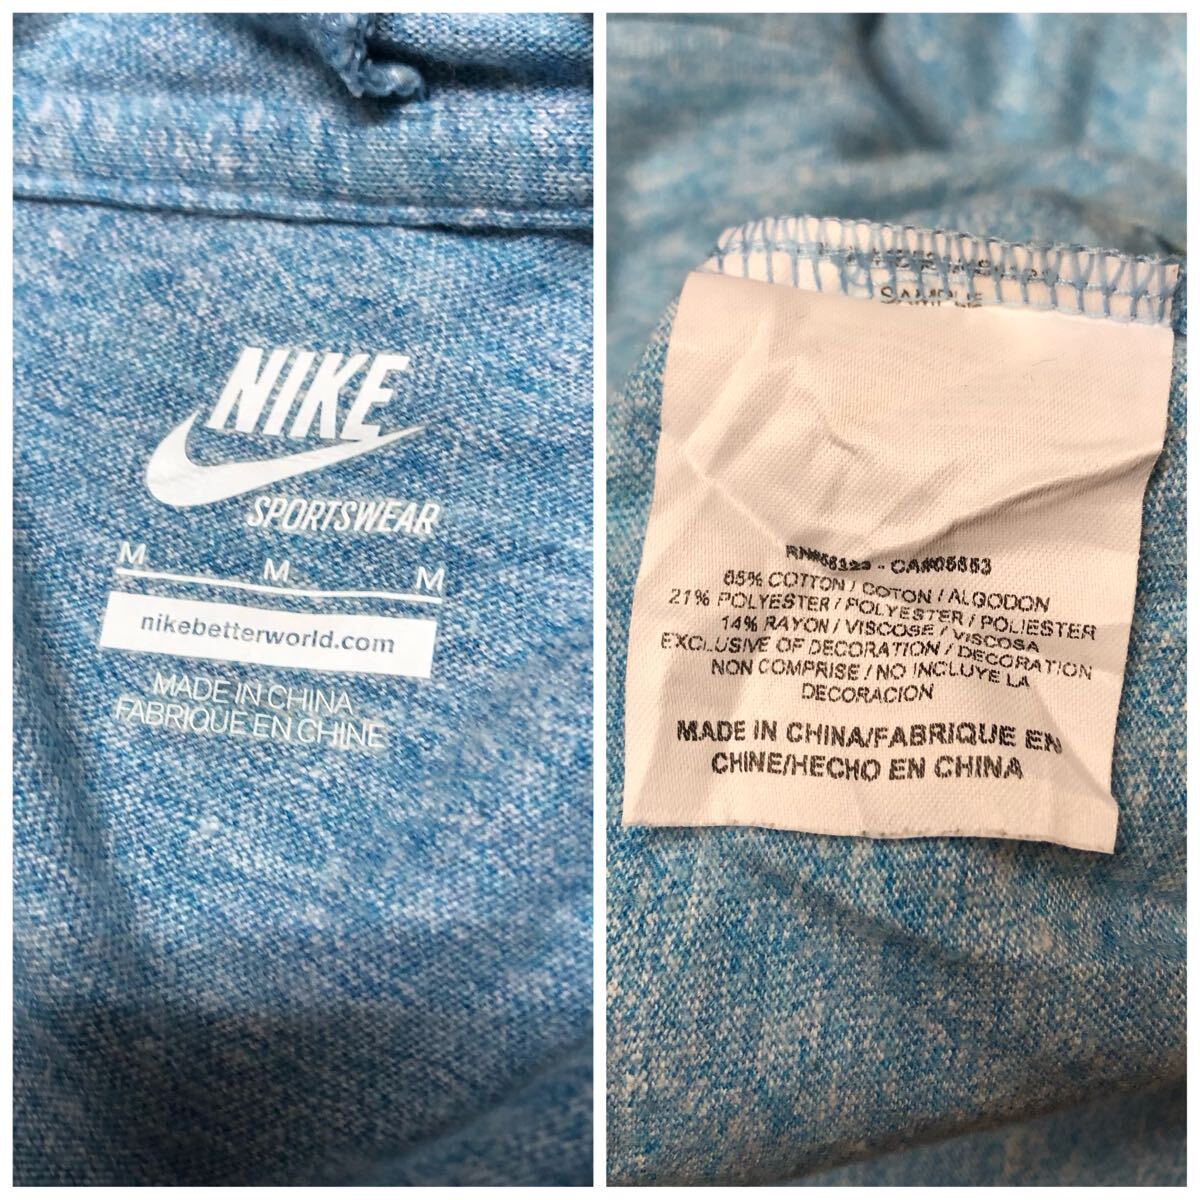 NIKE
SPORTSWEAR
M M M
nikebetterworld.com
MADE IN CHINA
FABRIQUE EN CHINE
SAMPLE
CA#05553
65% COTTON / COTON / ALGODON
21% POLYESTER / POLYESTER / POLIESTER
14% RAYON / VISCOSE / VISCOSA
EXCLUSIVE OF DECORATION / DECORATION
NON COMPRISE / NO INCLUYE LA
DECORACION
MADE IN CHINA/FABRIQUE EN
CHINE/HECHO EN CHINA